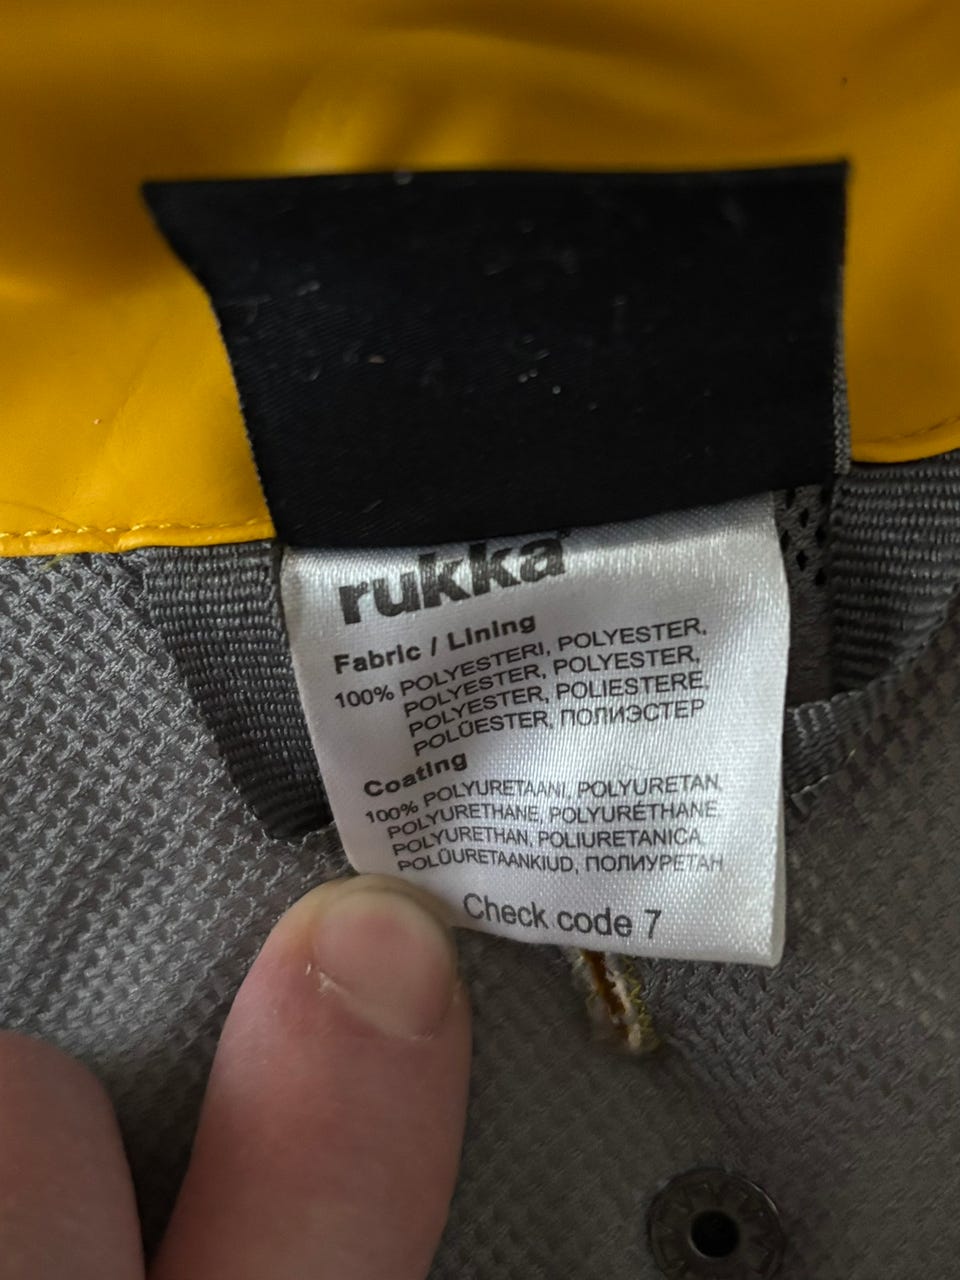 rukka
Fabric / Lining
100% POLYESTERI, POLYESTER,
POLYESTER, POLYESTER,
POLYESTER, POLIESTERE,
POLÜESTER, ПОЛИЭСТЕР
Coating
100% POLYURETAANI, POLYURETAN,
POLYURETHANE, POLYURÉTHANE,
POLYURETHAN, POLIURETANICA,
POLÜURETAANKIUD, ПОЛИУРЕТАН
Check code 7